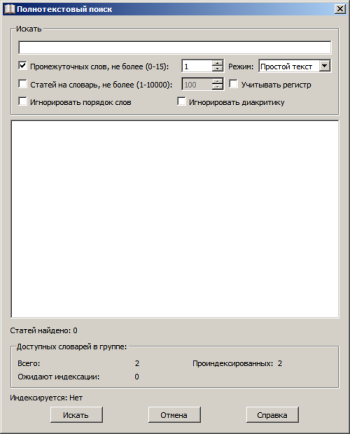 Полнотекстовый поиск
Искать
Промежуточных слов, не более (0-15): 1 Режим: Простой текст
Статей на словарь, не более (1-10000): 100 Учитывать регистр
Игнорировать порядок слов Игнорировать диакритику
Статей найдено: 0
Доступных словарей в группе:
Всего: 2 Проиндексированных: 2
Ожидают индексации: 0
Индексируется: Нет
Искать Отмена Справка